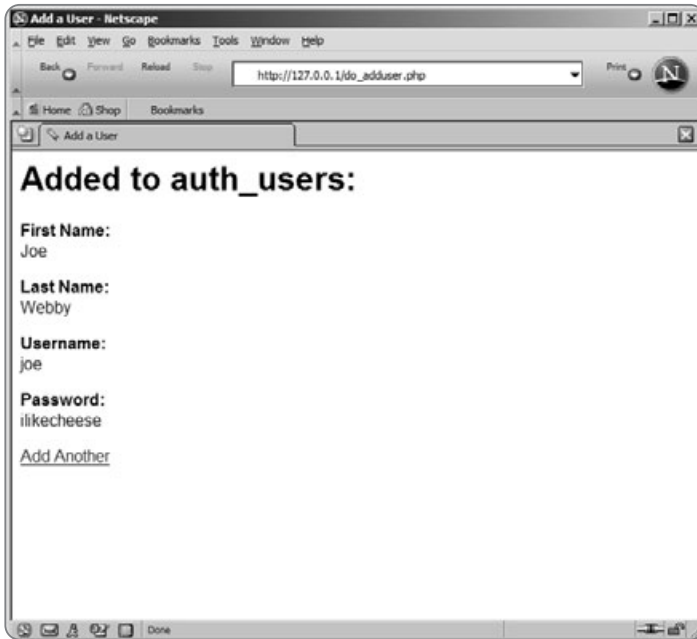 Add a User - Netscape
File Edit View Go Bookmarks Tools Window Help
Back Forward Reload Stop http://127.0.0.1/do_adduser.php Print N
Home Shop Bookmarks
Add a User
Added to auth_users:
First Name:
Joe
Last Name:
Webby
Username:
joe
Password:
ilikecheese
Add Another
Done